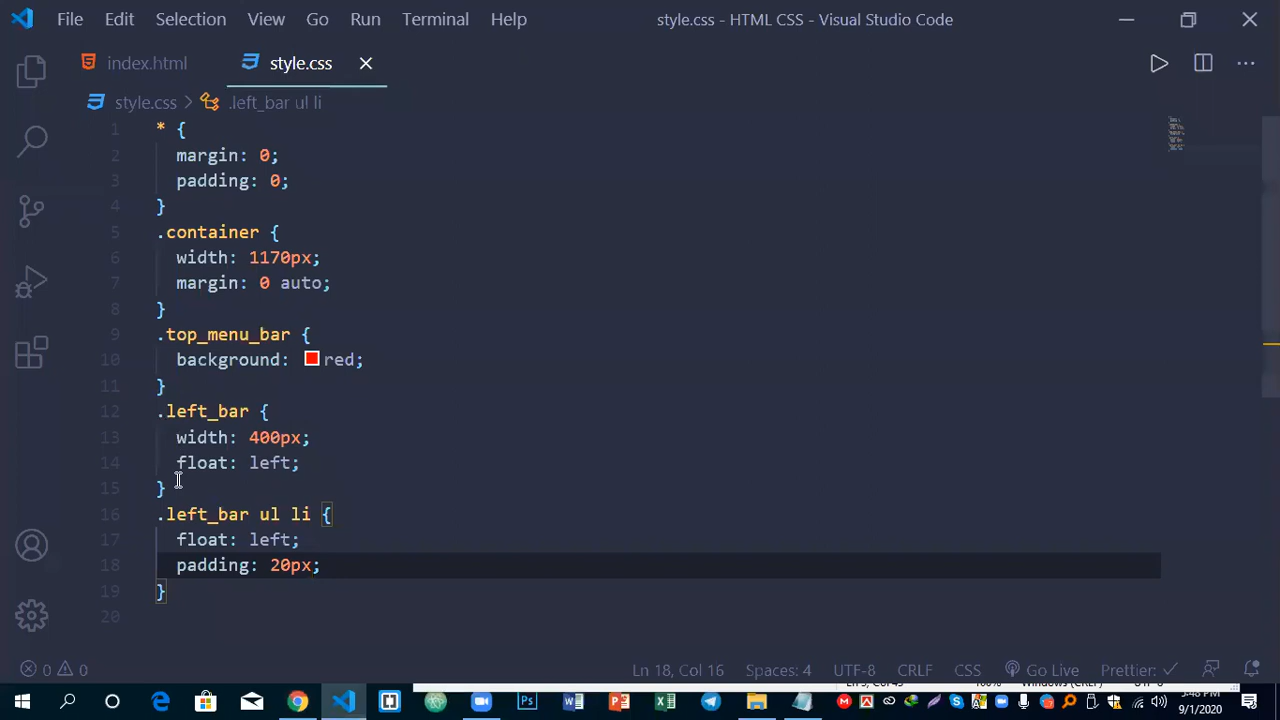 File Edit Selection View Go Run Terminal Help style.css - HTML CSS - Visual Studio Code
index.html style.css
style.css .left_bar ul li
1 * {
2 margin: 0;
3 padding: 0;
4 }
5 .container {
6 width: 1170px;
7 margin: 0 auto;
8 }
9 .top_menu_bar {
10 background: red;
11 }
12 .left_bar {
13 width: 400px;
14 float: left;
15 }
16 .left_bar ul li {
17 float: left;
18 padding: 20px;
19 }
20
0 0 Ln 18, Col 16 Spaces: 4 UTF-8 CRLF CSS Go Live Prettier:
9/1/2020